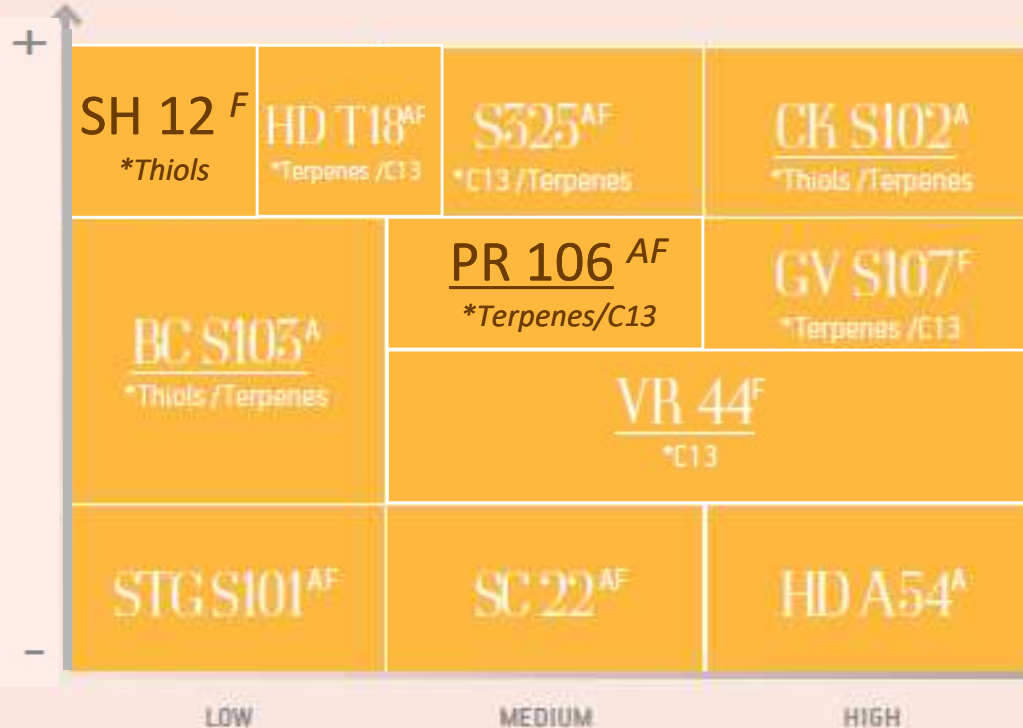 +
SH 12 F
*Thiols
HD T18AF
*Terpenes /C13
S325AF
*C13 /Terpenes
CK S102A
*Thiols /Terpenes
BC S103A
*Thiols /Terpenes
PR 106 AF
*Terpenes/C13
GV S107F
*Terpenes /C13
VR 44F
*C13
STG S101AF
SC 22AF
HD A54A
-
LOW
MEDIUM
HIGH